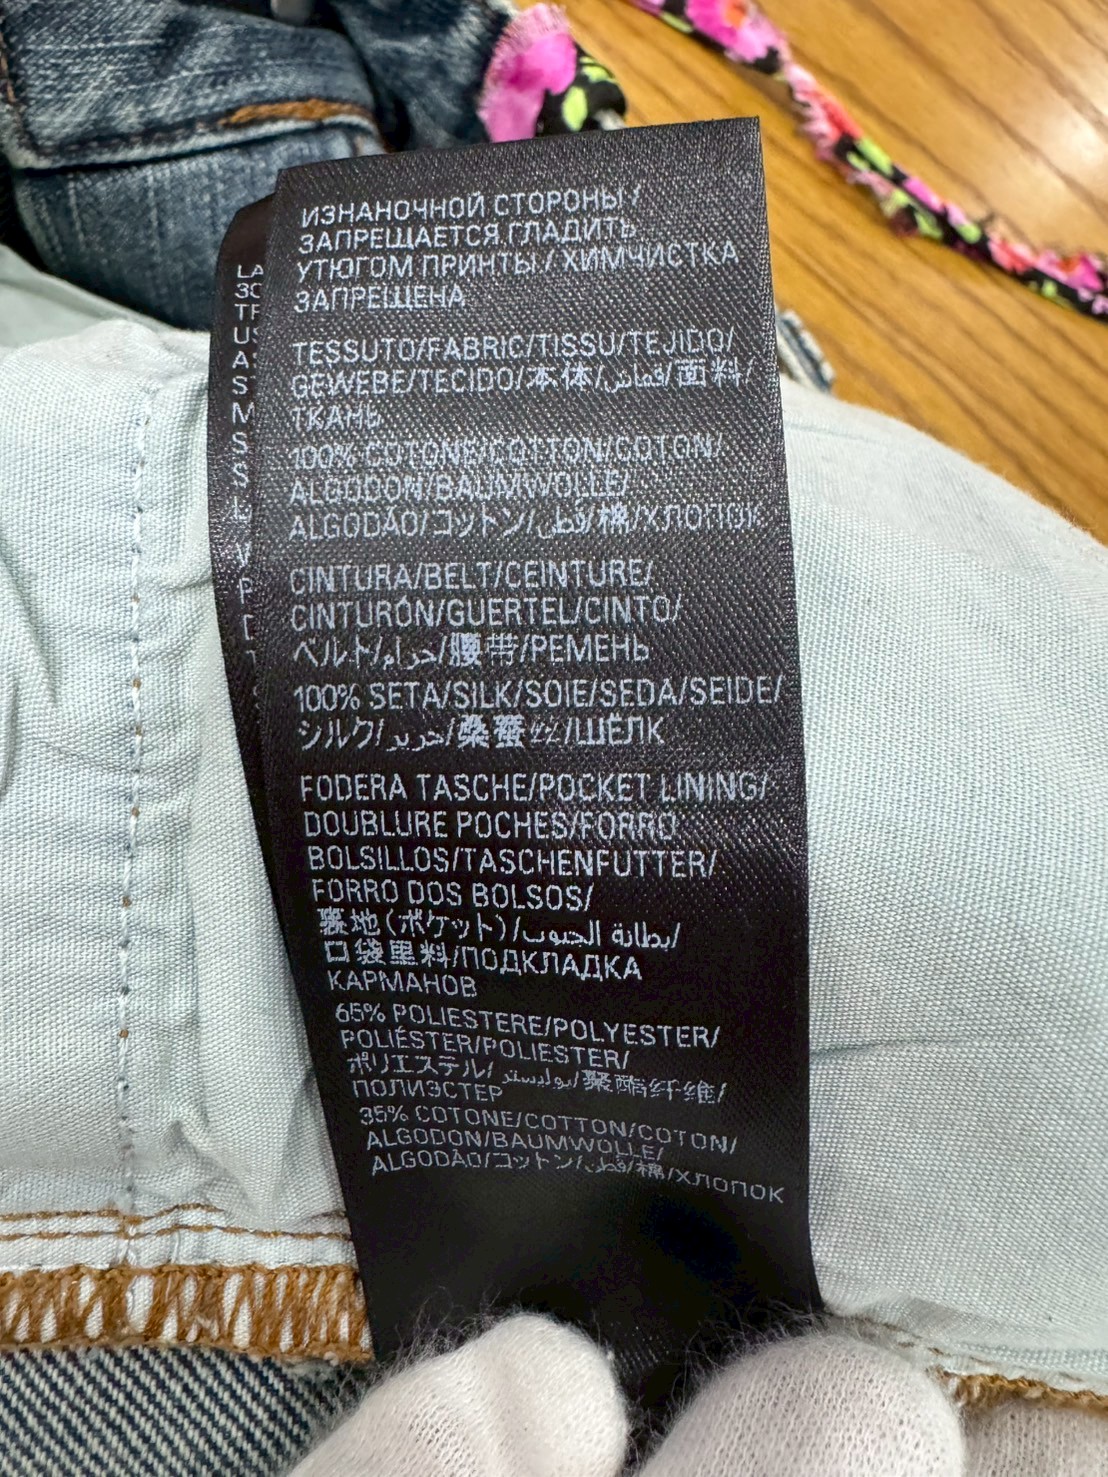 ИЗНАНОЧНОЙ СТОРОНЫ /
ЗАПРЕЩАЕТСЯ ГЛАДИТЬ
УТЮГОМ ПРИНТЫ / ХИМЧИСТКА
ЗАПРЕЩЕНА
TESSUTO/FABRIC/TISSU/TEJIDO/
GEWEBE/TECIDO/本体/قماش/面料/
ТКАНЬ
100% COTONE/COTTON/COTON/
ALGODON/BAUMWOLLE/
ALGODÃO/コットン/قطن/棉/ХЛОПОК
CINTURA/BELT/CEINTURE/
CINTURÓN/GUERTEL/CINTO/
ベルト/حزام/腰带/РЕМЕНЬ
100% SETA/SILK/SOIE/SEDA/SEIDE/
シルク/حرير/桑蚕丝/ШЁЛК
FODERA TASCHE/POCKET LINING/
DOUBLURE POCHES/FORRO
BOLSILLOS/TASCHENFUTTER/
FORRO DOS BOLSOS/
裏地(ポケット)/بطانة الجيوب/
口袋里料/ПОДКЛАДКА
КАРМАНОВ
65% POLIESTERE/POLYESTER/
POLIÉSTER/POLIESTER/
ポリエステル/بوليستر/聚酯纤维/
ПОЛИЭСТЕР
35% COTONE/COTTON/COTON/
ALGODON/BAUMWOLLE/
ALGODÃO/コットン/قطن/棉/ХЛОПОК